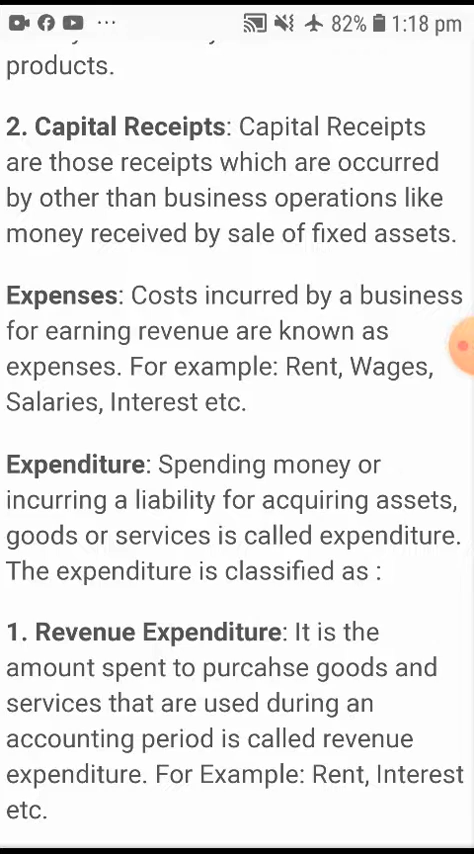 82% 1:18 pm
products.
2. Capital Receipts: Capital Receipts
are those receipts which are occurred
by other than business operations like
money received by sale of fixed assets.
Expenses: Costs incurred by a business
for earning revenue are known as
expenses. For example: Rent, Wages,
Salaries, Interest etc.
Expenditure: Spending money or
incurring a liability for acquiring assets,
goods or services is called expenditure.
The expenditure is classified as :
1. Revenue Expenditure: It is the
amount spent to purcahse goods and
services that are used during an
accounting period is called revenue
expenditure. For Example: Rent, Interest
etc.